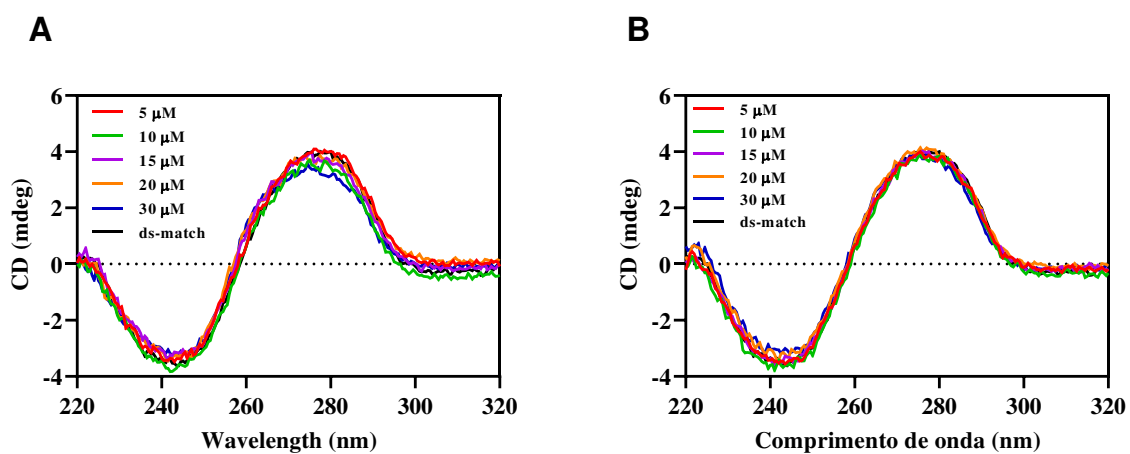 A
6
4
2
0
-2
-4
CD (mdeg)
5 μM
10 μM
15 μM
20 μM
30 μM
ds-match
220 240 260 280 300 320
Wavelength (nm)
B
6
4
2
0
-2
-4
CD (mdeg)
5 μM
10 μM
15 μM
20 μM
30 μM
ds-match
220 240 260 280 300 320
Comprimento de onda (nm)